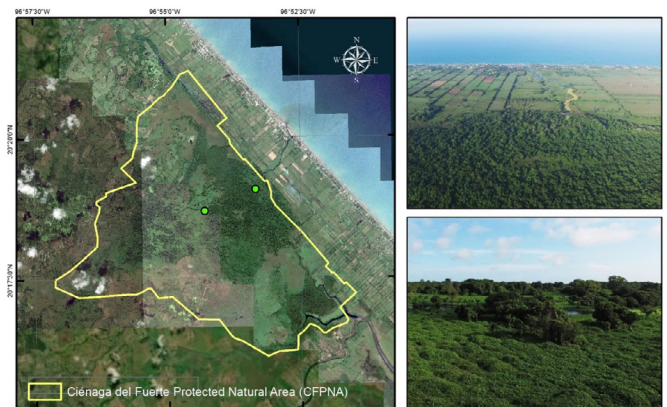 96°57'30"W 96°55'0"W 96°52'30"W
N
W E
S
20°20'0"N
20°17'30"N
Ciénaga del Fuerte Protected Natural Area (CFPNA)